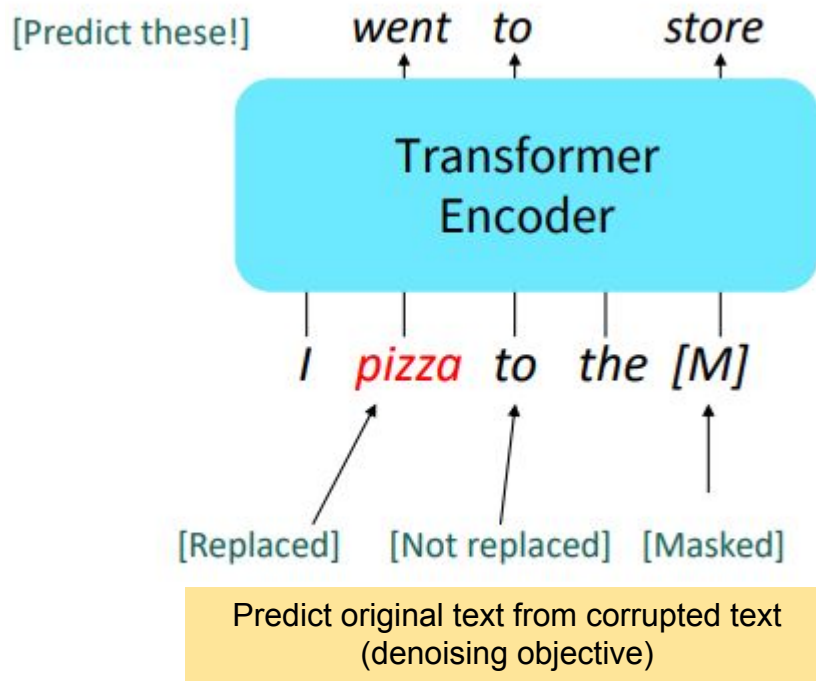 [Predict these!] went to store
Transformer
Encoder
I pizza to the [M]
[Replaced] [Not replaced] [Masked]
Predict original text from corrupted text
(denoising objective)